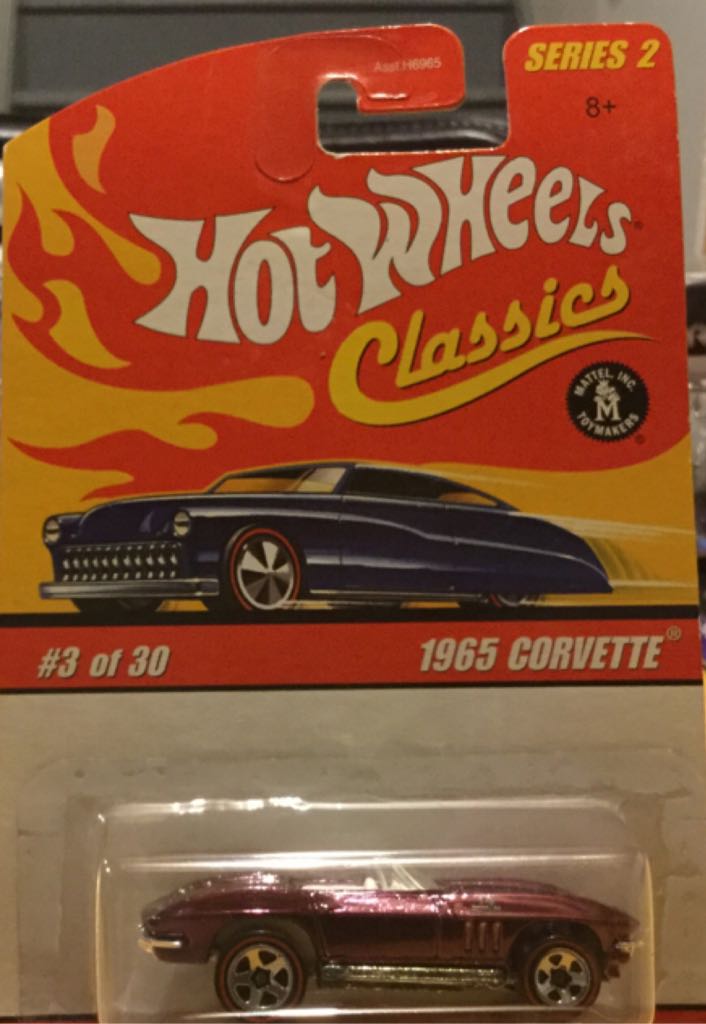 Asst.H6965
SERIES 2
8+
HOT WHEELS
Classics
MATTEL, INC.
M
TOYMAKERS
®
#3 of 30
1965 CORVETTE®